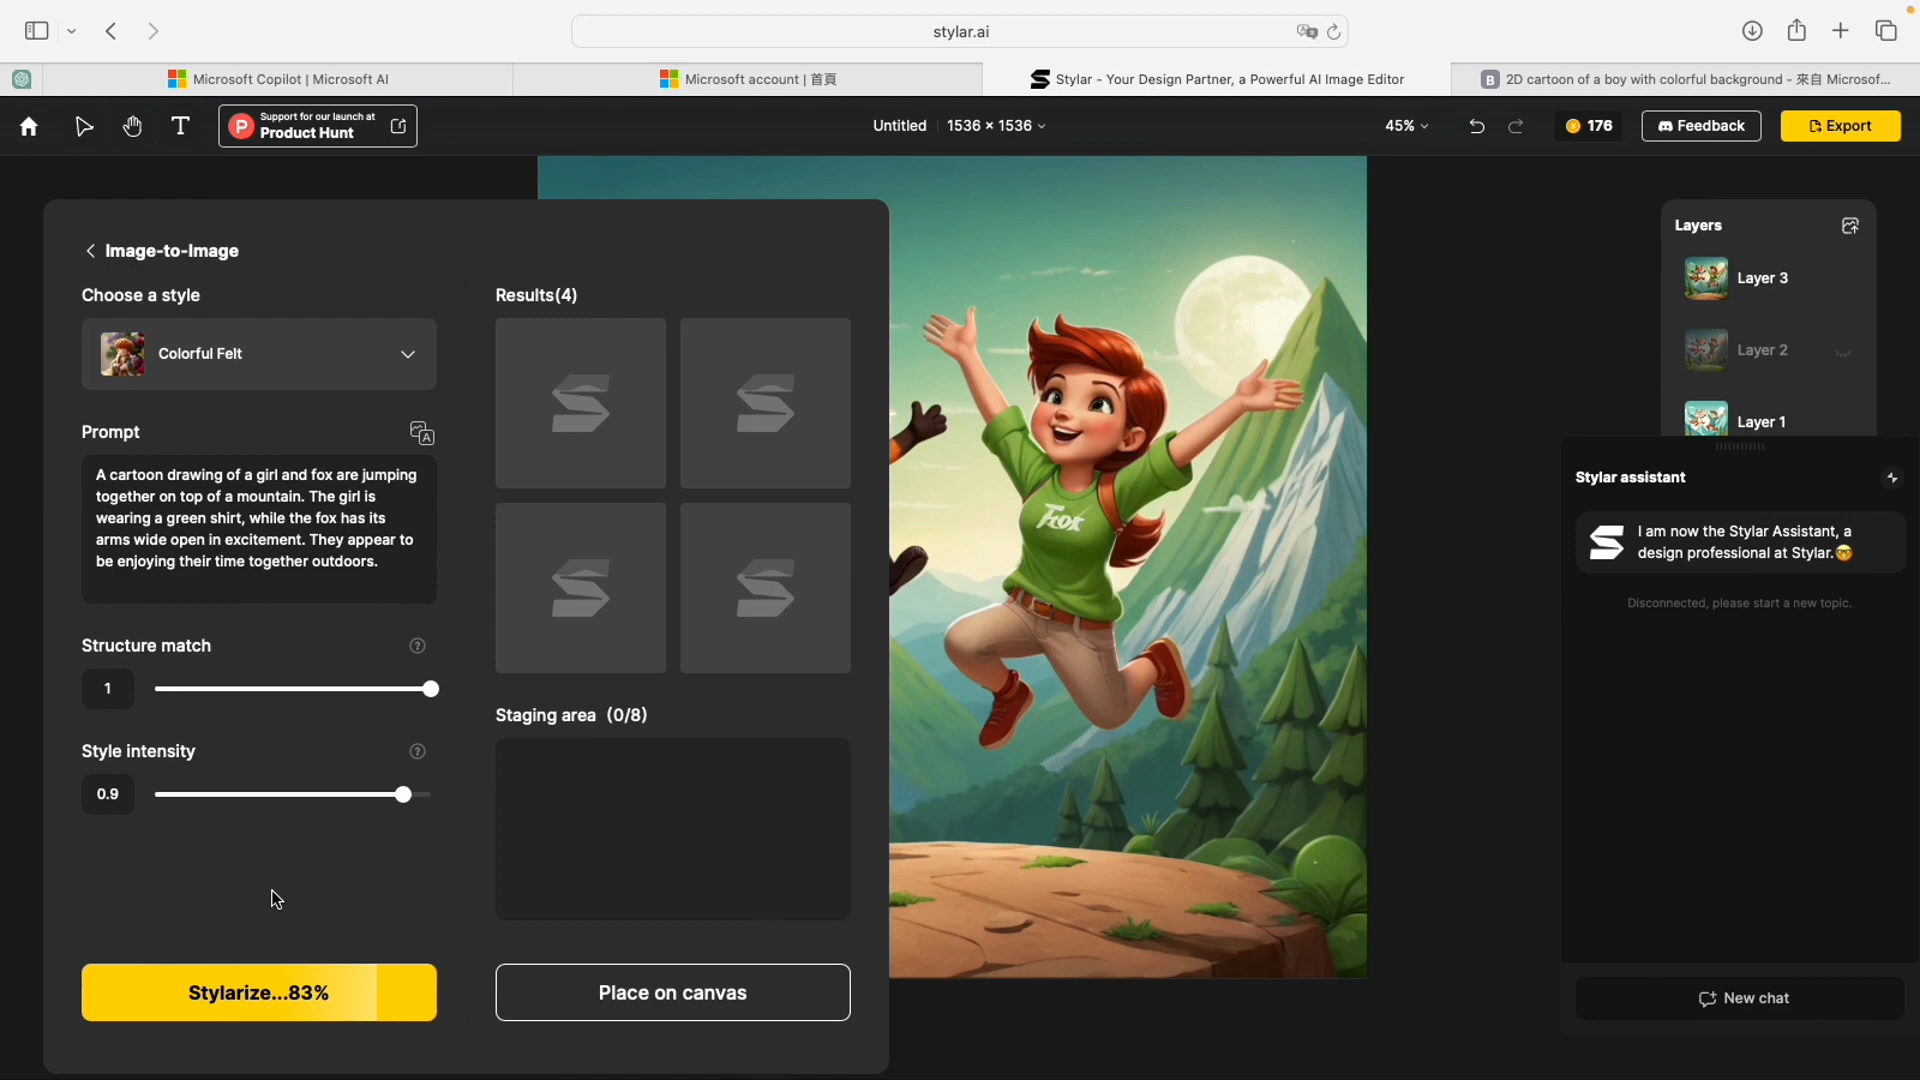 stylar.ai
Microsoft Copilot | Microsoft AI
Microsoft account | 首頁
Stylar - Your Design Partner, a Powerful AI Image Editor
B
2D cartoon of a boy with colorful background - 來自 Microsof...
T
P
Support for our launch at
Product Hunt
Untitled
1536 × 1536
45%
176
Feedback
Export
Image-to-Image
Choose a style
Colorful Felt
Prompt
A cartoon drawing of a girl and fox are jumping
together on top of a mountain. The girl is
wearing a green shirt, while the fox has its
arms wide open in excitement. They appear to
be enjoying their time together outdoors.
Structure match
?
1
Style intensity
?
0.9
Stylarize...83%
Results(4)
Staging area (0/8)
Place on canvas
Fox
Layers
Layer 3
Layer 2
Layer 1
Stylar assistant
I am now the Stylar Assistant, a
design professional at Stylar.🤓
Disconnected, please start a new topic.
New chat